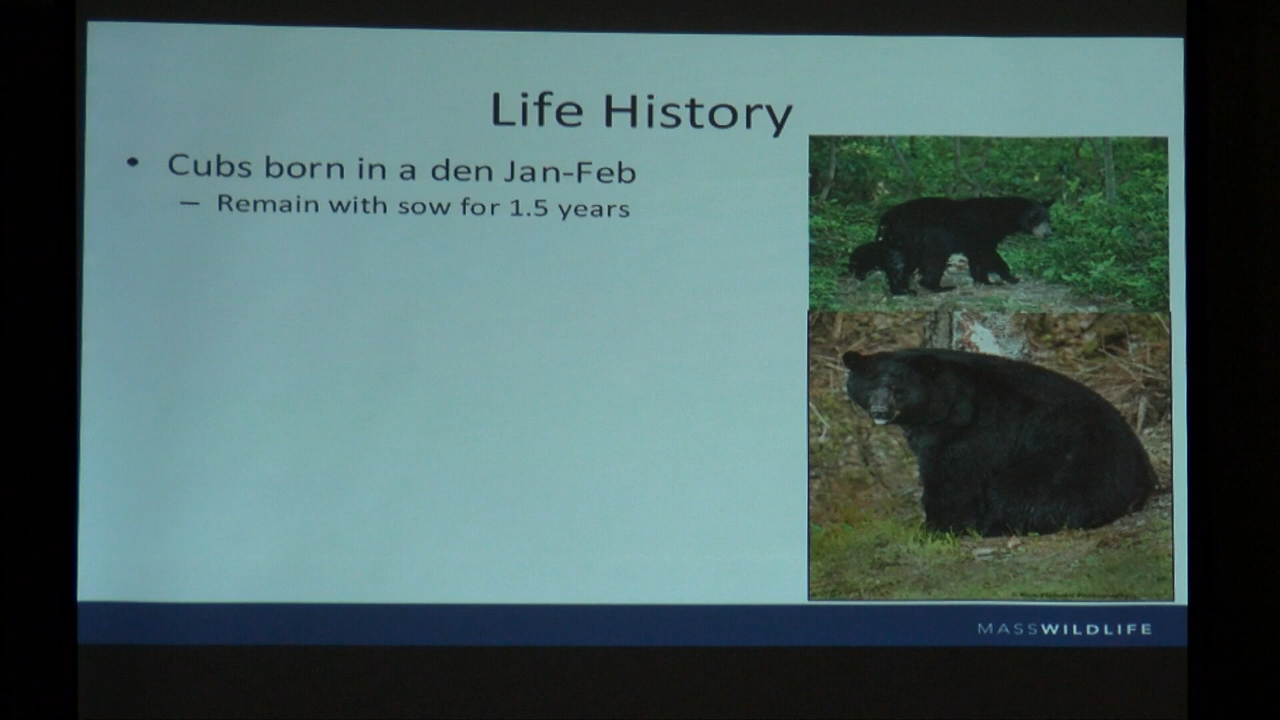 Life History
• Cubs born in a den Jan-Feb
– Remain with sow for 1.5 years
MASSWILDLIFE